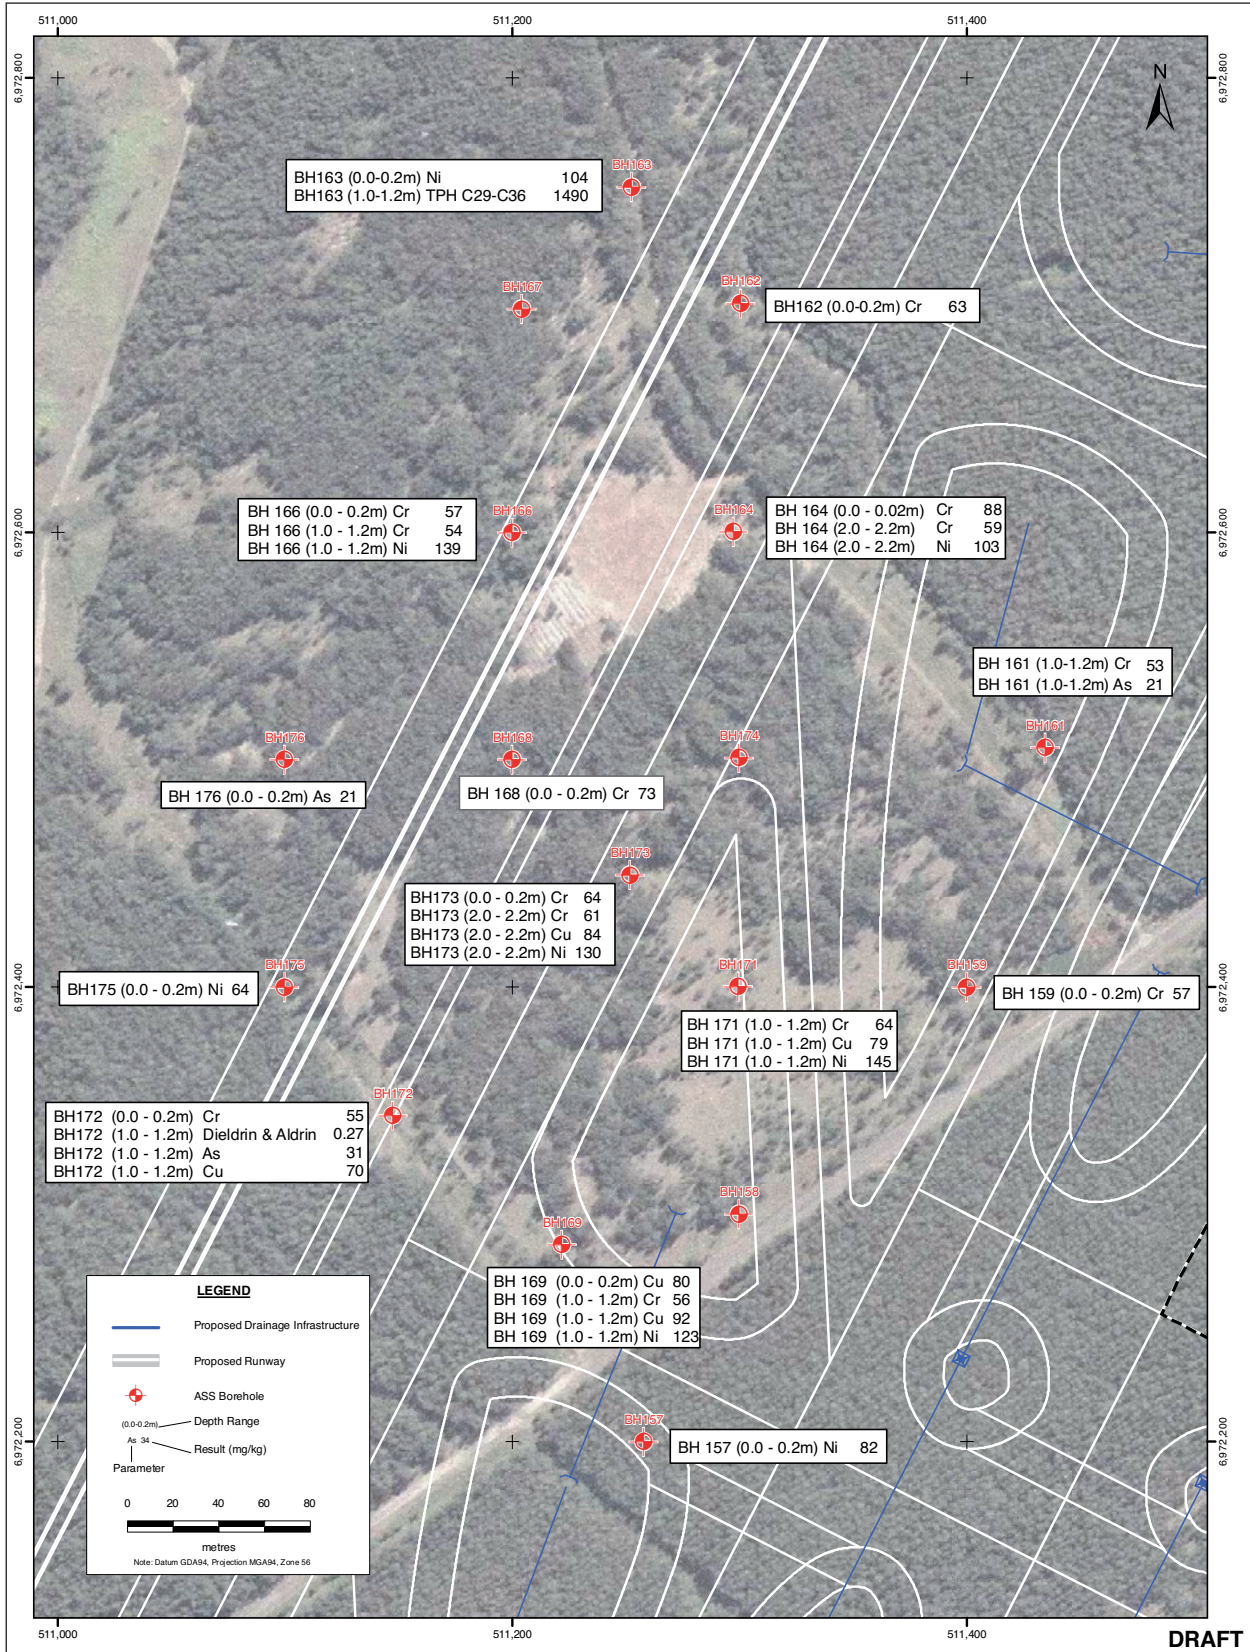 511,000
511,200
511,400
6,972,800
6,972,800
N
BH163
BH163 (0.0-0.2m) Ni 104
BH163 (1.0-1.2m) TPH C29-C36 1490
BH167
BH162
BH162 (0.0-0.2m) Cr 63
BH 166 (0.0 - 0.2m) Cr 57
BH 166 (1.0 - 1.2m) Cr 54
BH 166 (1.0 - 1.2m) Ni 139
BH166
BH164
BH 164 (0.0 - 0.02m) Cr 88
BH 164 (2.0 - 2.2m) Cr 59
BH 164 (2.0 - 2.2m) Ni 103
6,972,600
6,972,600
BH 161 (1.0-1.2m) Cr 53
BH 161 (1.0-1.2m) As 21
BH161
BH176
BH168
BH174
BH 176 (0.0 - 0.2m) As 21
BH 168 (0.0 - 0.2m) Cr 73
BH173
BH173 (0.0 - 0.2m) Cr 64
BH173 (2.0 - 2.2m) Cr 61
BH173 (2.0 - 2.2m) Cu 84
BH173 (2.0 - 2.2m) Ni 130
BH175
BH171
BH159
6,972,400
6,972,400
BH175 (0.0 - 0.2m) Ni 64
BH 159 (0.0 - 0.2m) Cr 57
BH 171 (1.0 - 1.2m) Cr 64
BH 171 (1.0 - 1.2m) Cu 79
BH 171 (1.0 - 1.2m) Ni 145
BH172
BH172 (0.0 - 0.2m) Cr 55
BH172 (1.0 - 1.2m) Dieldrin & Aldrin 0.27
BH172 (1.0 - 1.2m) As 31
BH172 (1.0 - 1.2m) Cu 70
BH158
BH169
BH 169 (0.0 - 0.2m) Cu 80
BH 169 (1.0 - 1.2m) Cr 56
BH 169 (1.0 - 1.2m) Cu 92
BH 169 (1.0 - 1.2m) Ni 123
LEGEND
Proposed Drainage Infrastructure
Proposed Runway
ASS Borehole
(0.0-0.2m) Depth Range
As 34 Result (mg/kg)
Parameter
0 20 40 60 80
metres
Note: Datum GDA94, Projection MGA94, Zone 56
BH157
BH 157 (0.0 - 0.2m) Ni 82
6,972,200
6,972,200
511,000
511,200
511,400
DRAFT